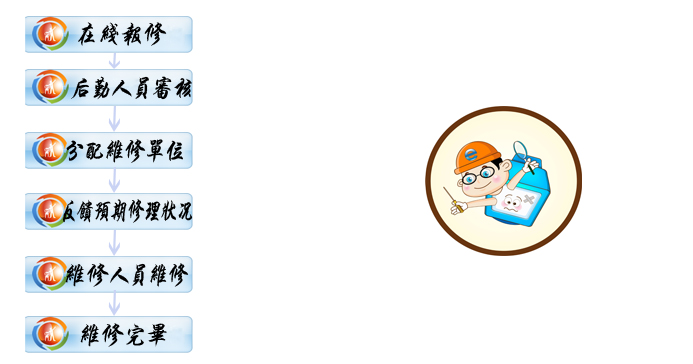 在綫報修
后勤人員審核
分配維修單位
反饋預期修理狀況
維修人員維修
維修完畢